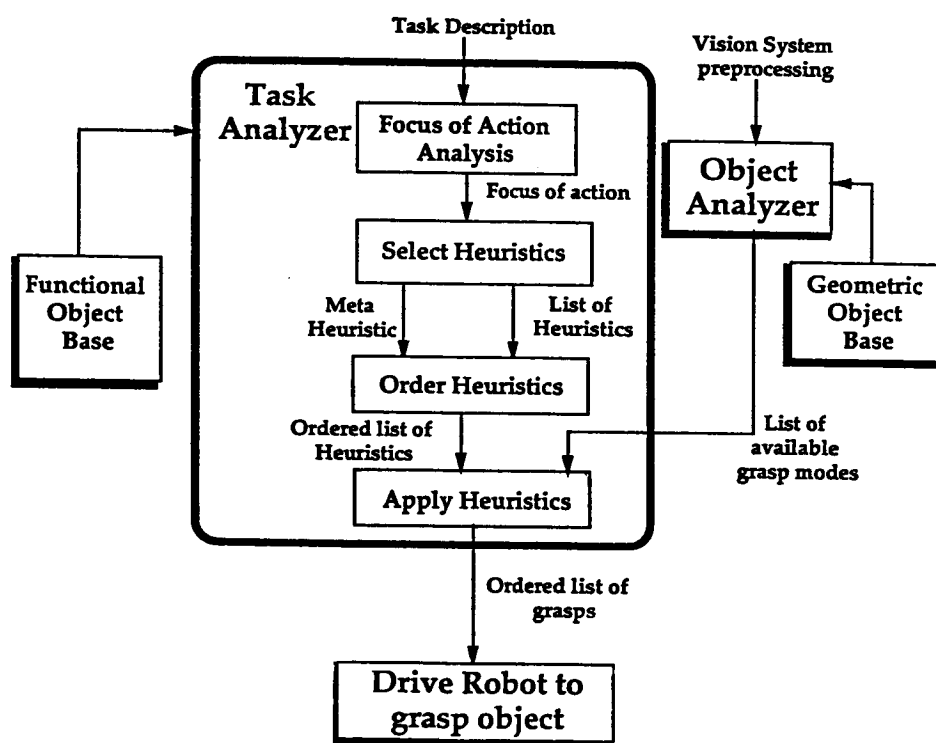 Task Description
Vision System
preprocessing
Task
Analyzer
Focus of Action
Analysis
Object
Analyzer
Focus of action
Select Heuristics
Functional
Object
Base
Meta
Heuristic
List of
Heuristics
Geometric
Object
Base
Order Heuristics
Ordered list of
Heuristics
List of
available
grasp modes
Apply Heuristics
Ordered list of
grasps
Drive Robot to
grasp object